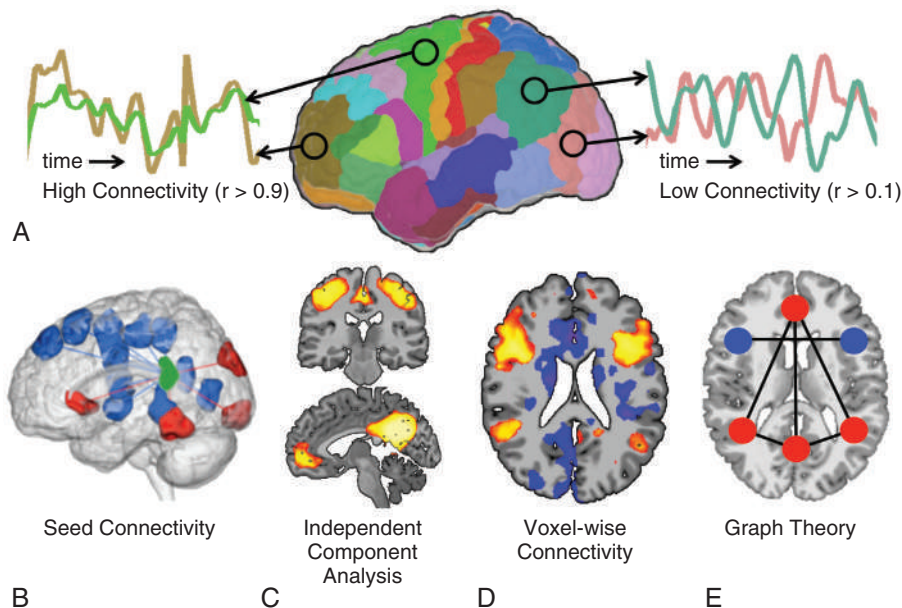 time
High Connectivity (r > 0.9)
time
Low Connectivity (r > 0.1)
A
Seed Connectivity
Independent
Component
Analysis
Voxel-wise
Connectivity
Graph Theory
B
C
D
E